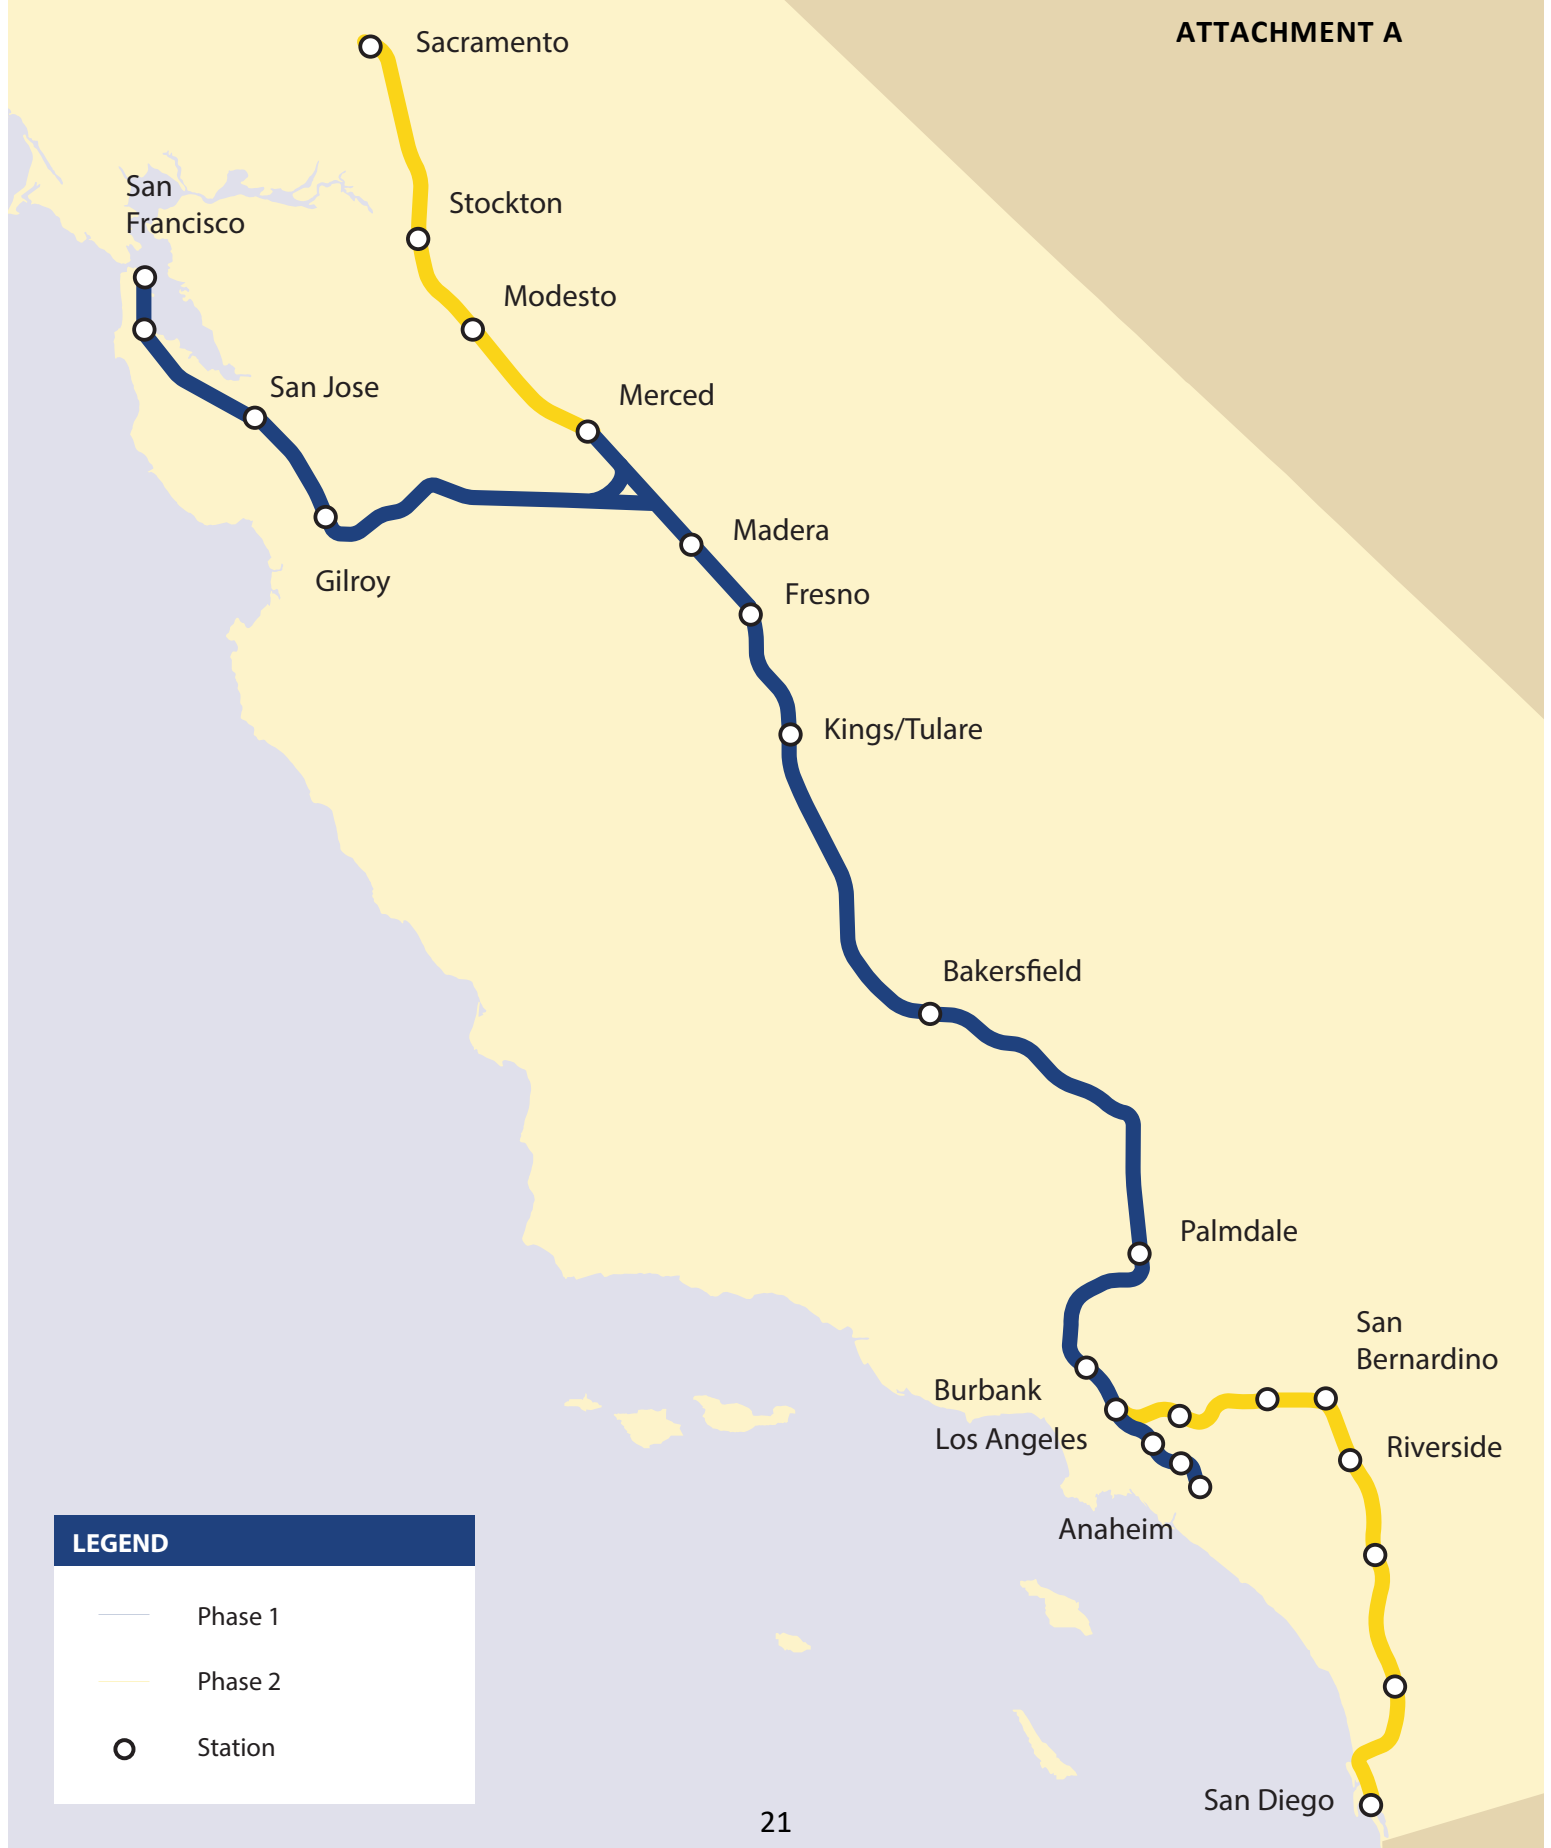 ATTACHMENT A
Sacramento
San
Francisco
Stockton
Modesto
San Jose
Merced
Madera
Gilroy
Fresno
Kings/Tulare
Bakersfield
Palmdale
San
Bernardino
Burbank
Los Angeles
Riverside
Anaheim
LEGEND
Phase 1
Phase 2
Station
San Diego
21